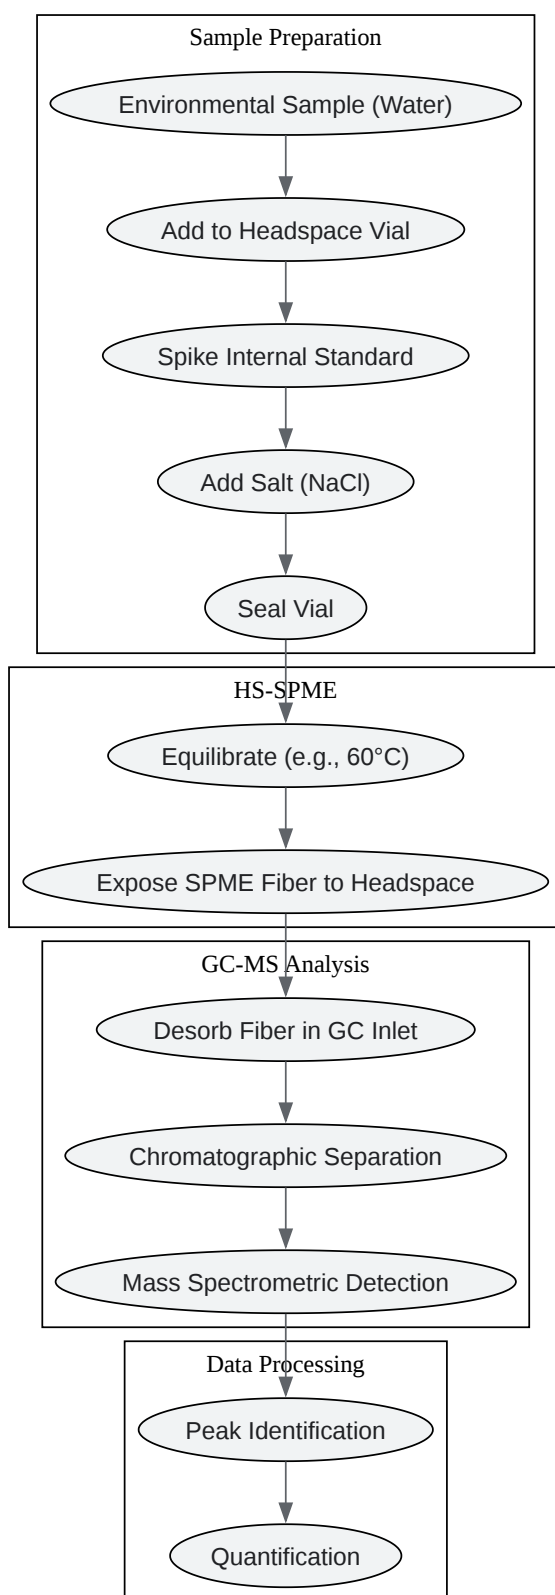 Sample Preparation
Environmental Sample (Water)
Add to Headspace Vial
Spike Internal Standard
Add Salt (NaCl)
Seal Vial
HS-SPME
Equilibrate (e.g., 60°C)
Expose SPME Fiber to Headspace
GC-MS Analysis
Desorb Fiber in GC Inlet
Chromatographic Separation
Mass Spectrometric Detection
Data Processing
Peak Identification
Quantification